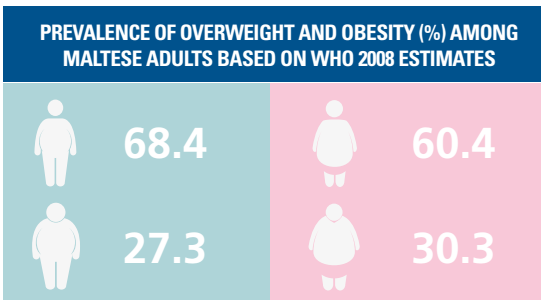 PREVALENCE OF OVERWEIGHT AND OBESITY (%) AMONG
MALTESE ADULTS BASED ON WHO 2008 ESTIMATES
68.4 60.4
27.3 30.3